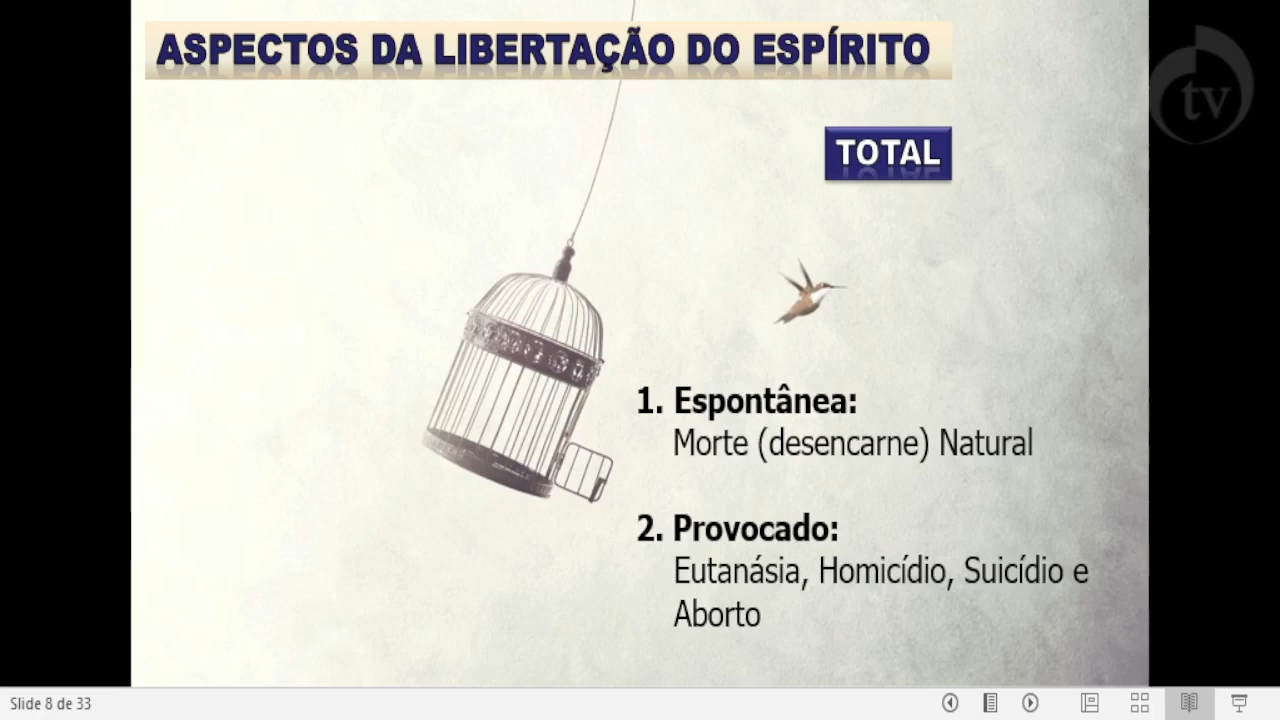 ASPECTOS DA LIBERTAÇÃO DO ESPÍRITO
tv
TOTAL
1. Espontânea:
Morte (desencarne) Natural
2. Provocado:
Eutanásia, Homicídio, Suicídio e
Aborto
Slide 8 de 33